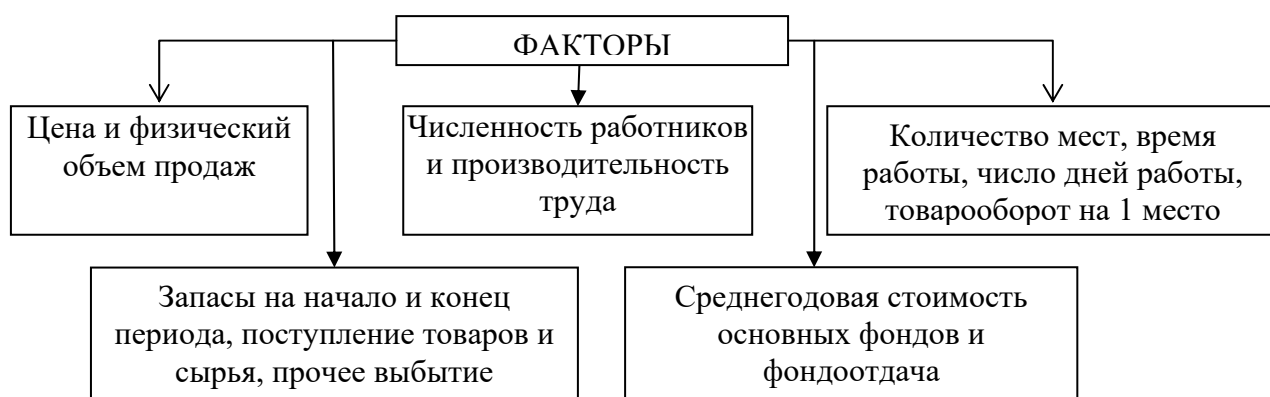 ФАКТОРЫ
Цена и физический
объем продаж
Численность работников
и производительность
труда
Количество мест, время
работы, число дней работы,
товарооборот на 1 место
Запасы на начало и конец
периода, поступление товаров и
сырья, прочее выбытие
Среднегодовая стоимость
основных фондов и
фондоотдача